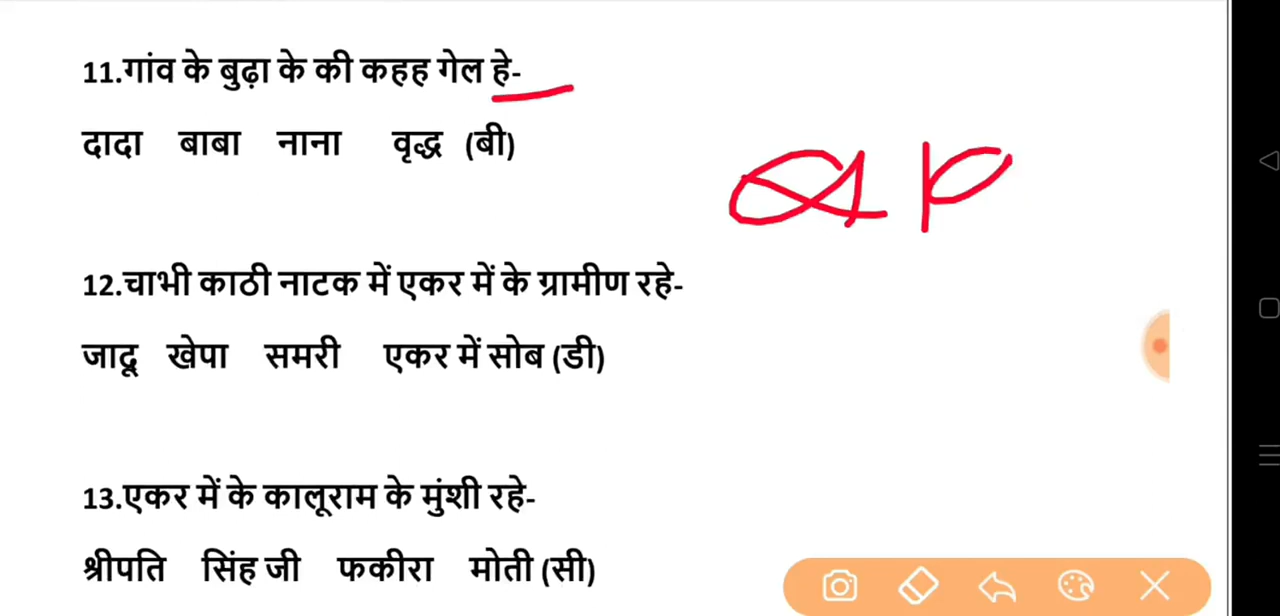 11.गांव के बुढ़ा के की कहह गेल हे-
दादा बाबा नाना वृद्ध (बी)
12.चाभी काठी नाटक में एकर में के ग्रामीण रहे-
जादू खेपा समरी एकर में सोब (डी)
13.एकर में के कालूराम के मुंशी रहे-
श्रीपति सिंह जी फकीरा मोती (सी)